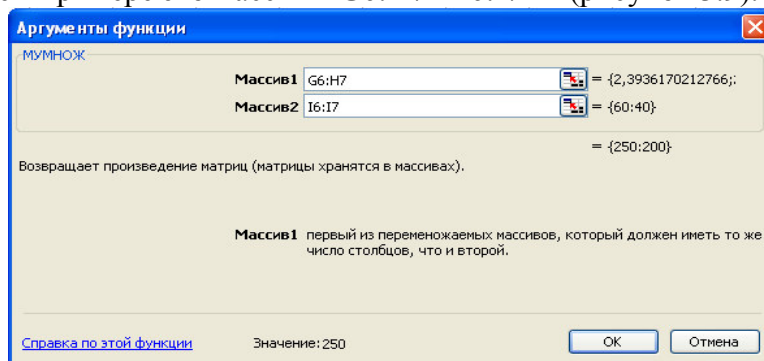 Аргументы функции
МУМНОЖ
Массив1 G6:H7 = {2,3936170212766;:
Массив2 I6:I7 = {60:40}
= {250:200}
Возвращает произведение матриц (матрицы хранятся в массивах).
Массив1 первый из переменожаемых массивов, который должен иметь то же
число столбцов, что и второй.
Справка по этой функции Значение:250 ОК Отмена